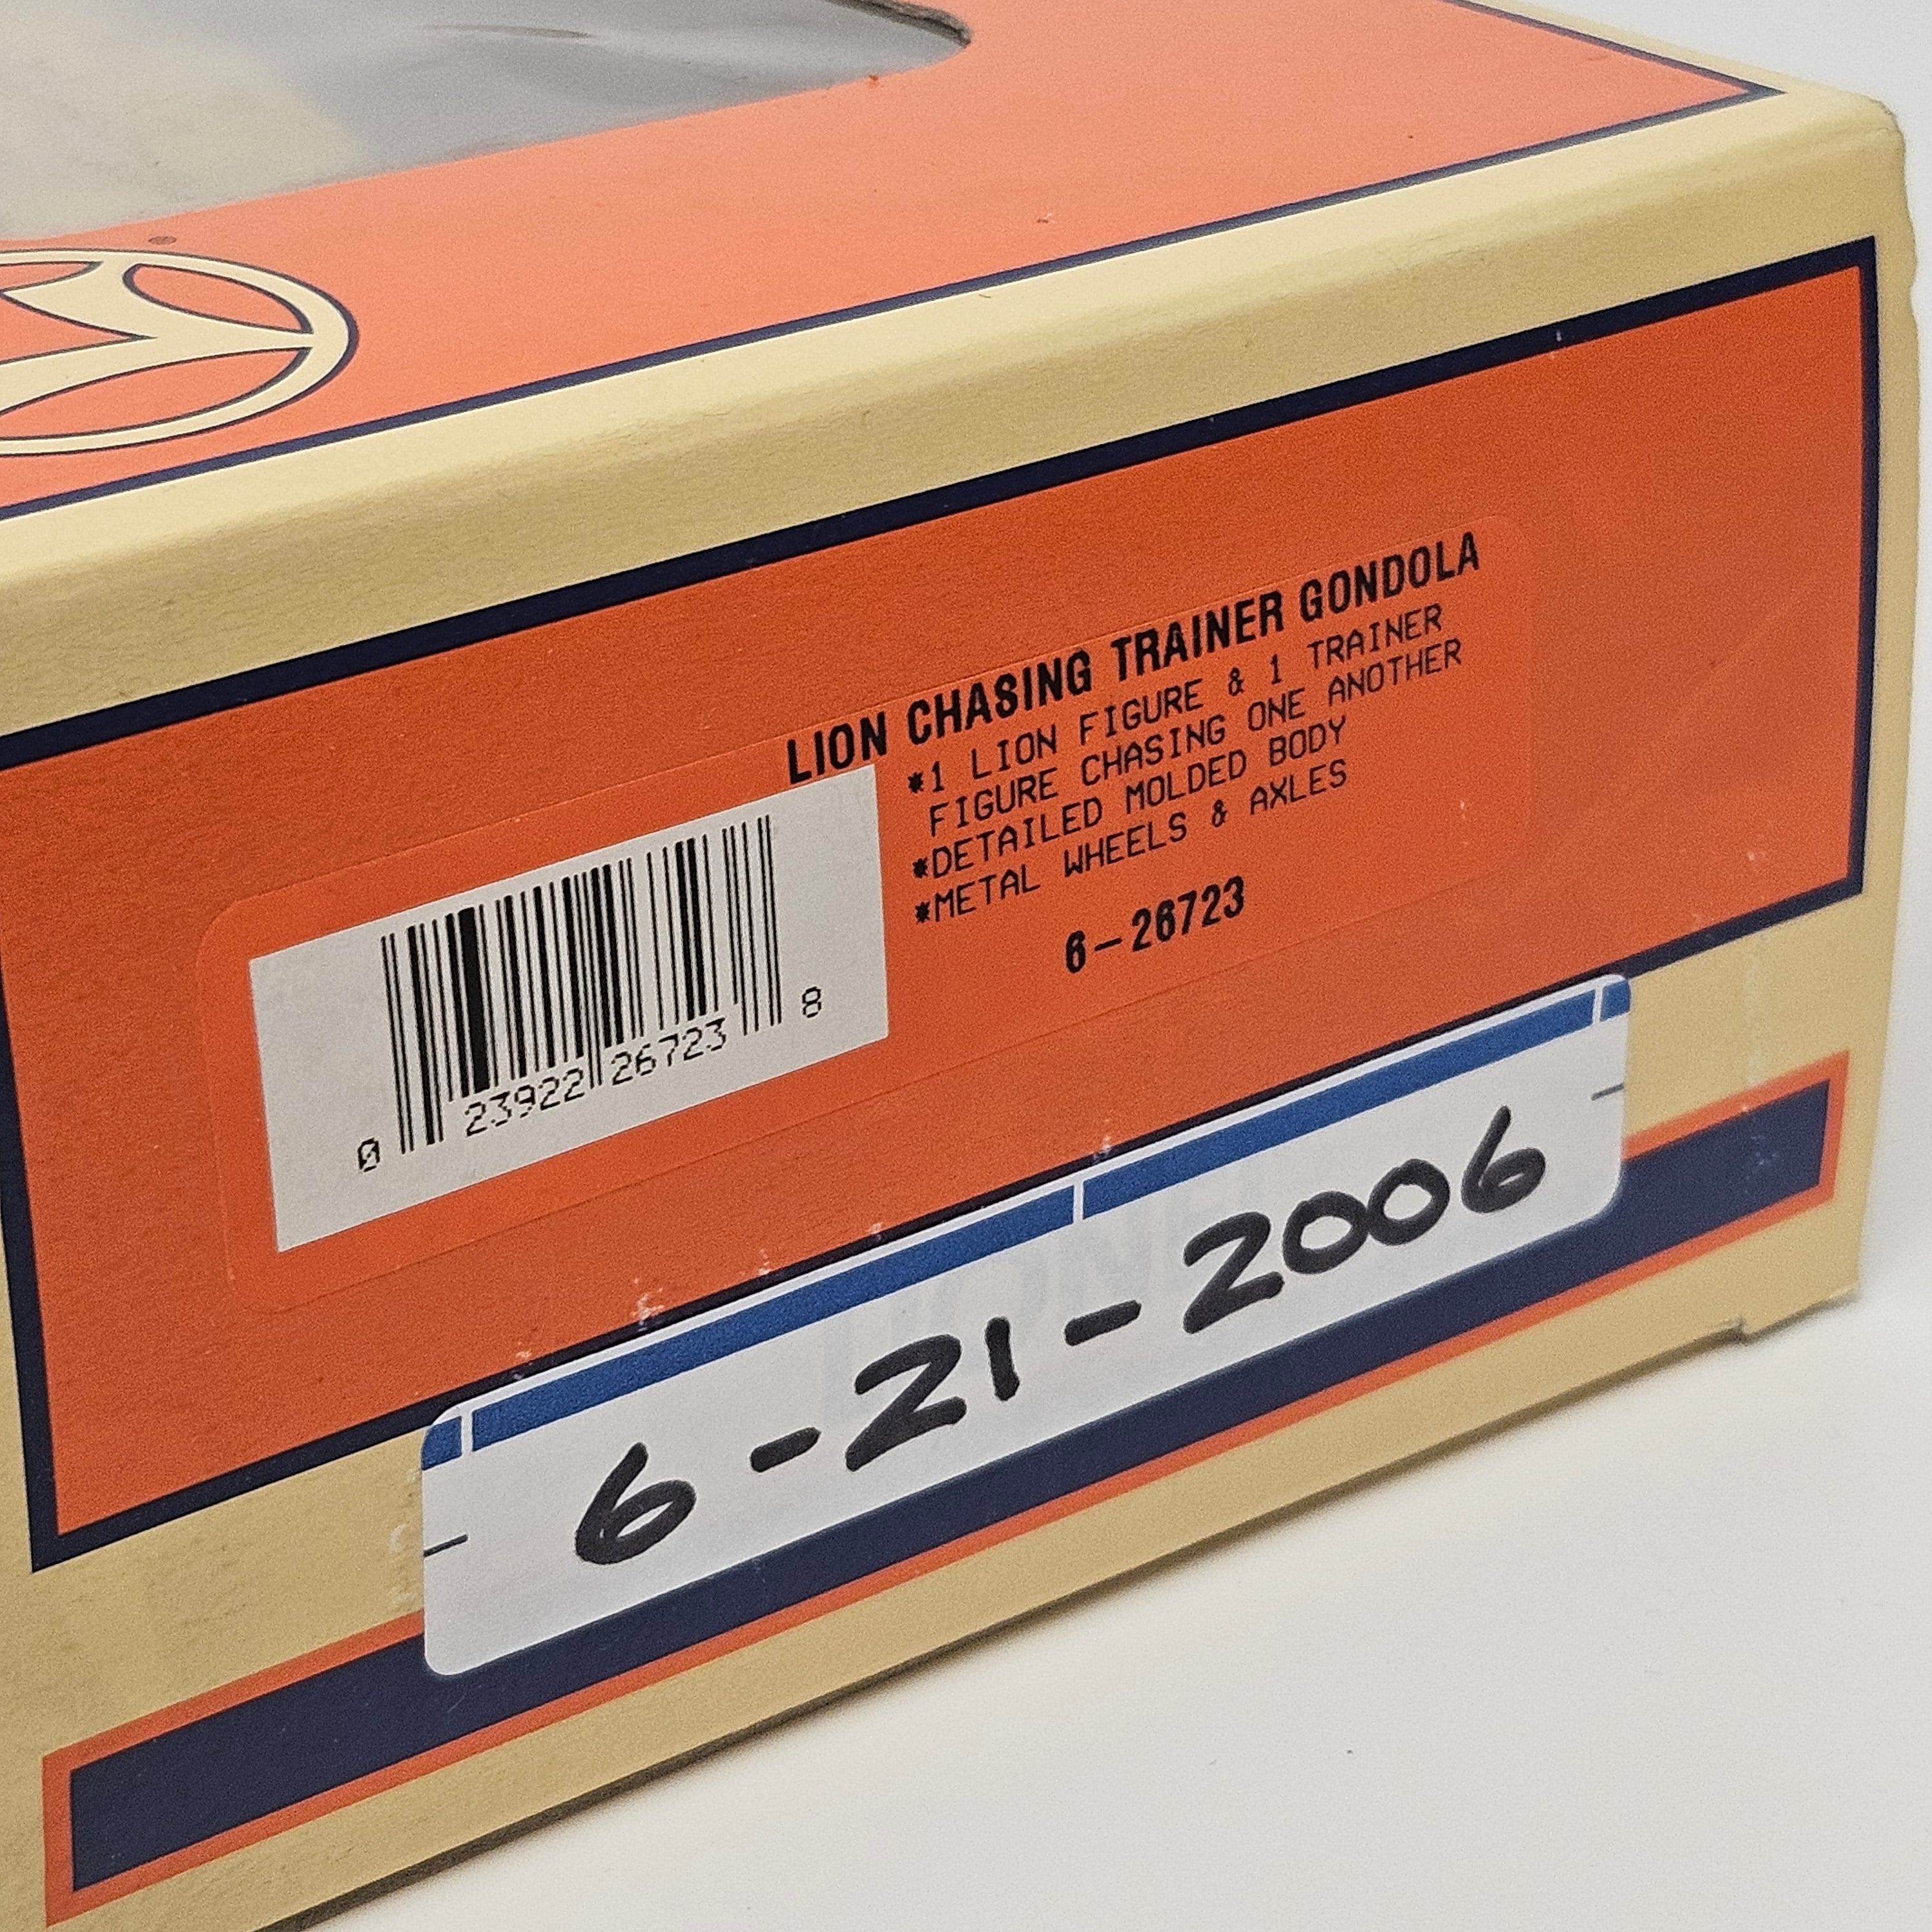 LION CHASING TRAINER GONDOLA
*1 LION FIGURE & 1 TRAINER
FIGURE CHASING ONE ANOTHER
*DETAILED MOLDED BODY
*METAL WHEELS & AXLES
6-26723
0 23922 26723 8
6-21-2006